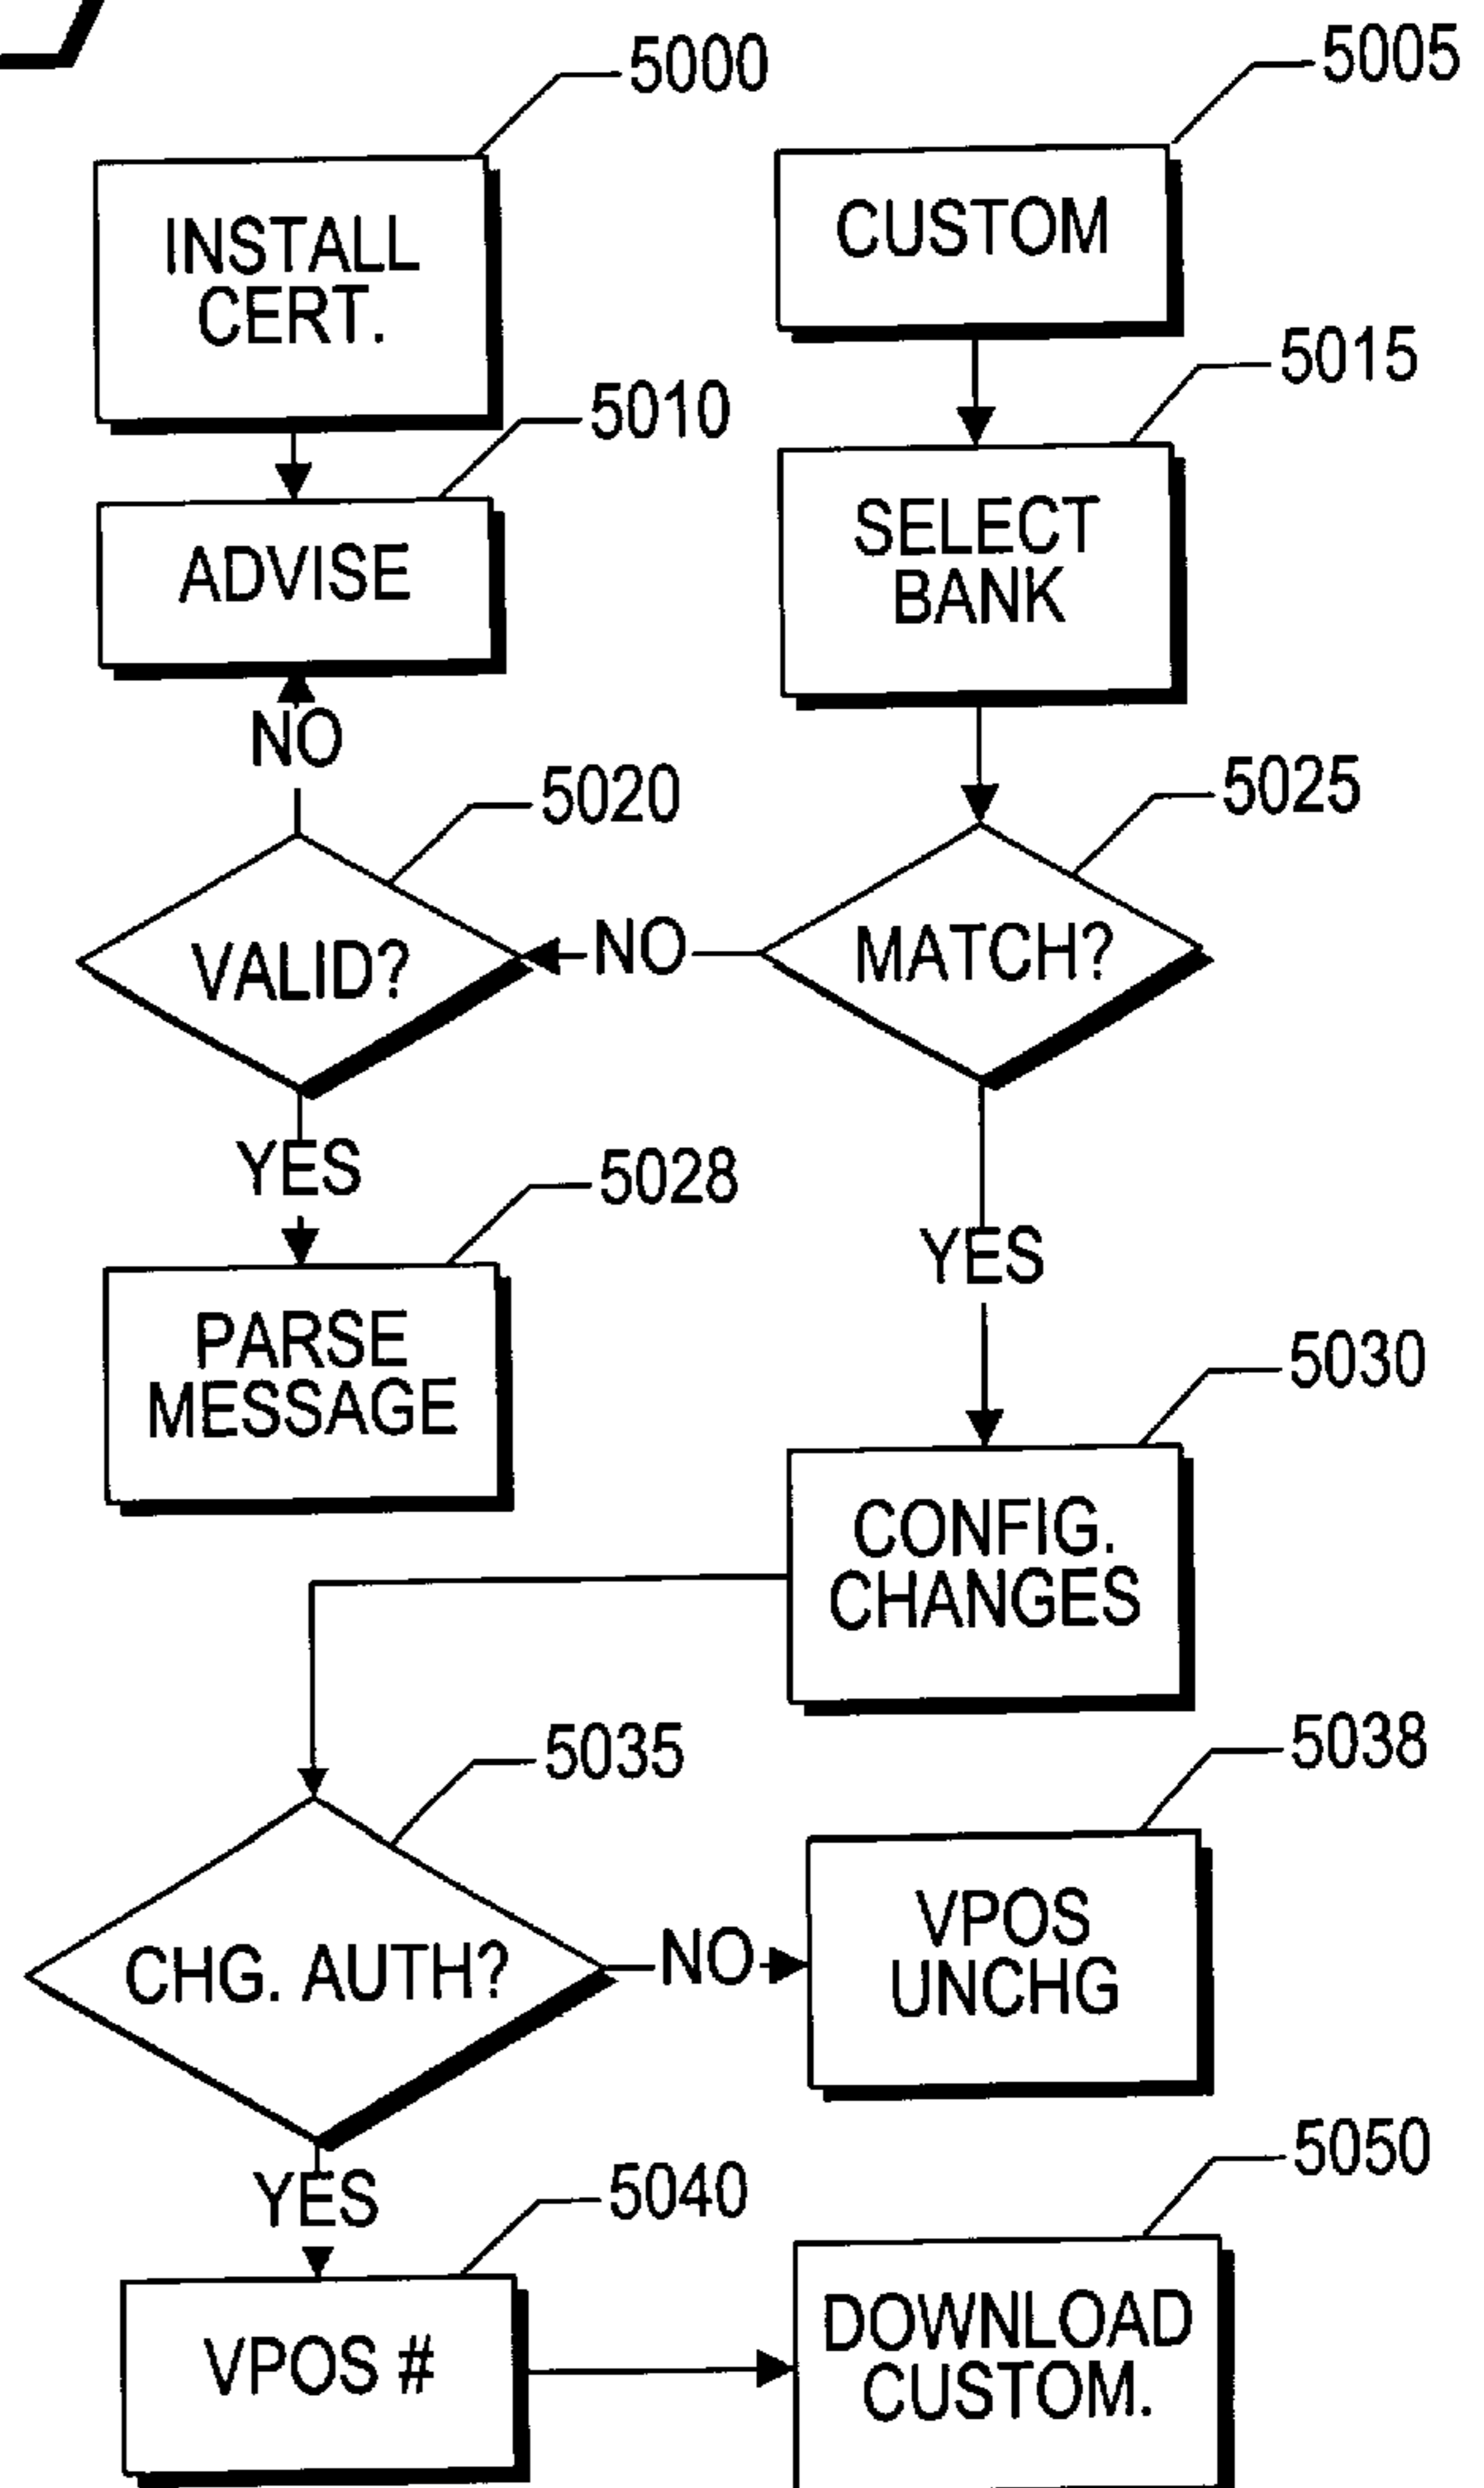 5000
5005
INSTALL
CERT.
CUSTOM
5010
5015
ADVISE
SELECT
BANK
NO
5020
5025
VALID?
NO
MATCH?
YES
5028
YES
PARSE
MESSAGE
5030
CONFIG.
CHANGES
5035
5038
CHG. AUTH?
NO
VPOS
UNCHG
YES
5040
5050
VPOS #
DOWNLOAD
CUSTOM.